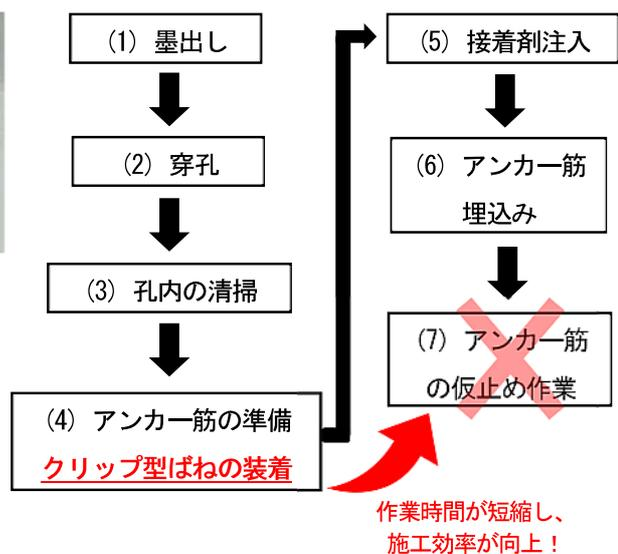 (1) 墨出し
(2) 穿孔
(3) 孔内の清掃
(4) アンカー筋の準備
クリップ型ばねの装着
(5) 接着剤注入
(6) アンカー筋
埋込み
(7) アンカー筋
の仮止め作業
作業時間が短縮し、
施工効率が向上！